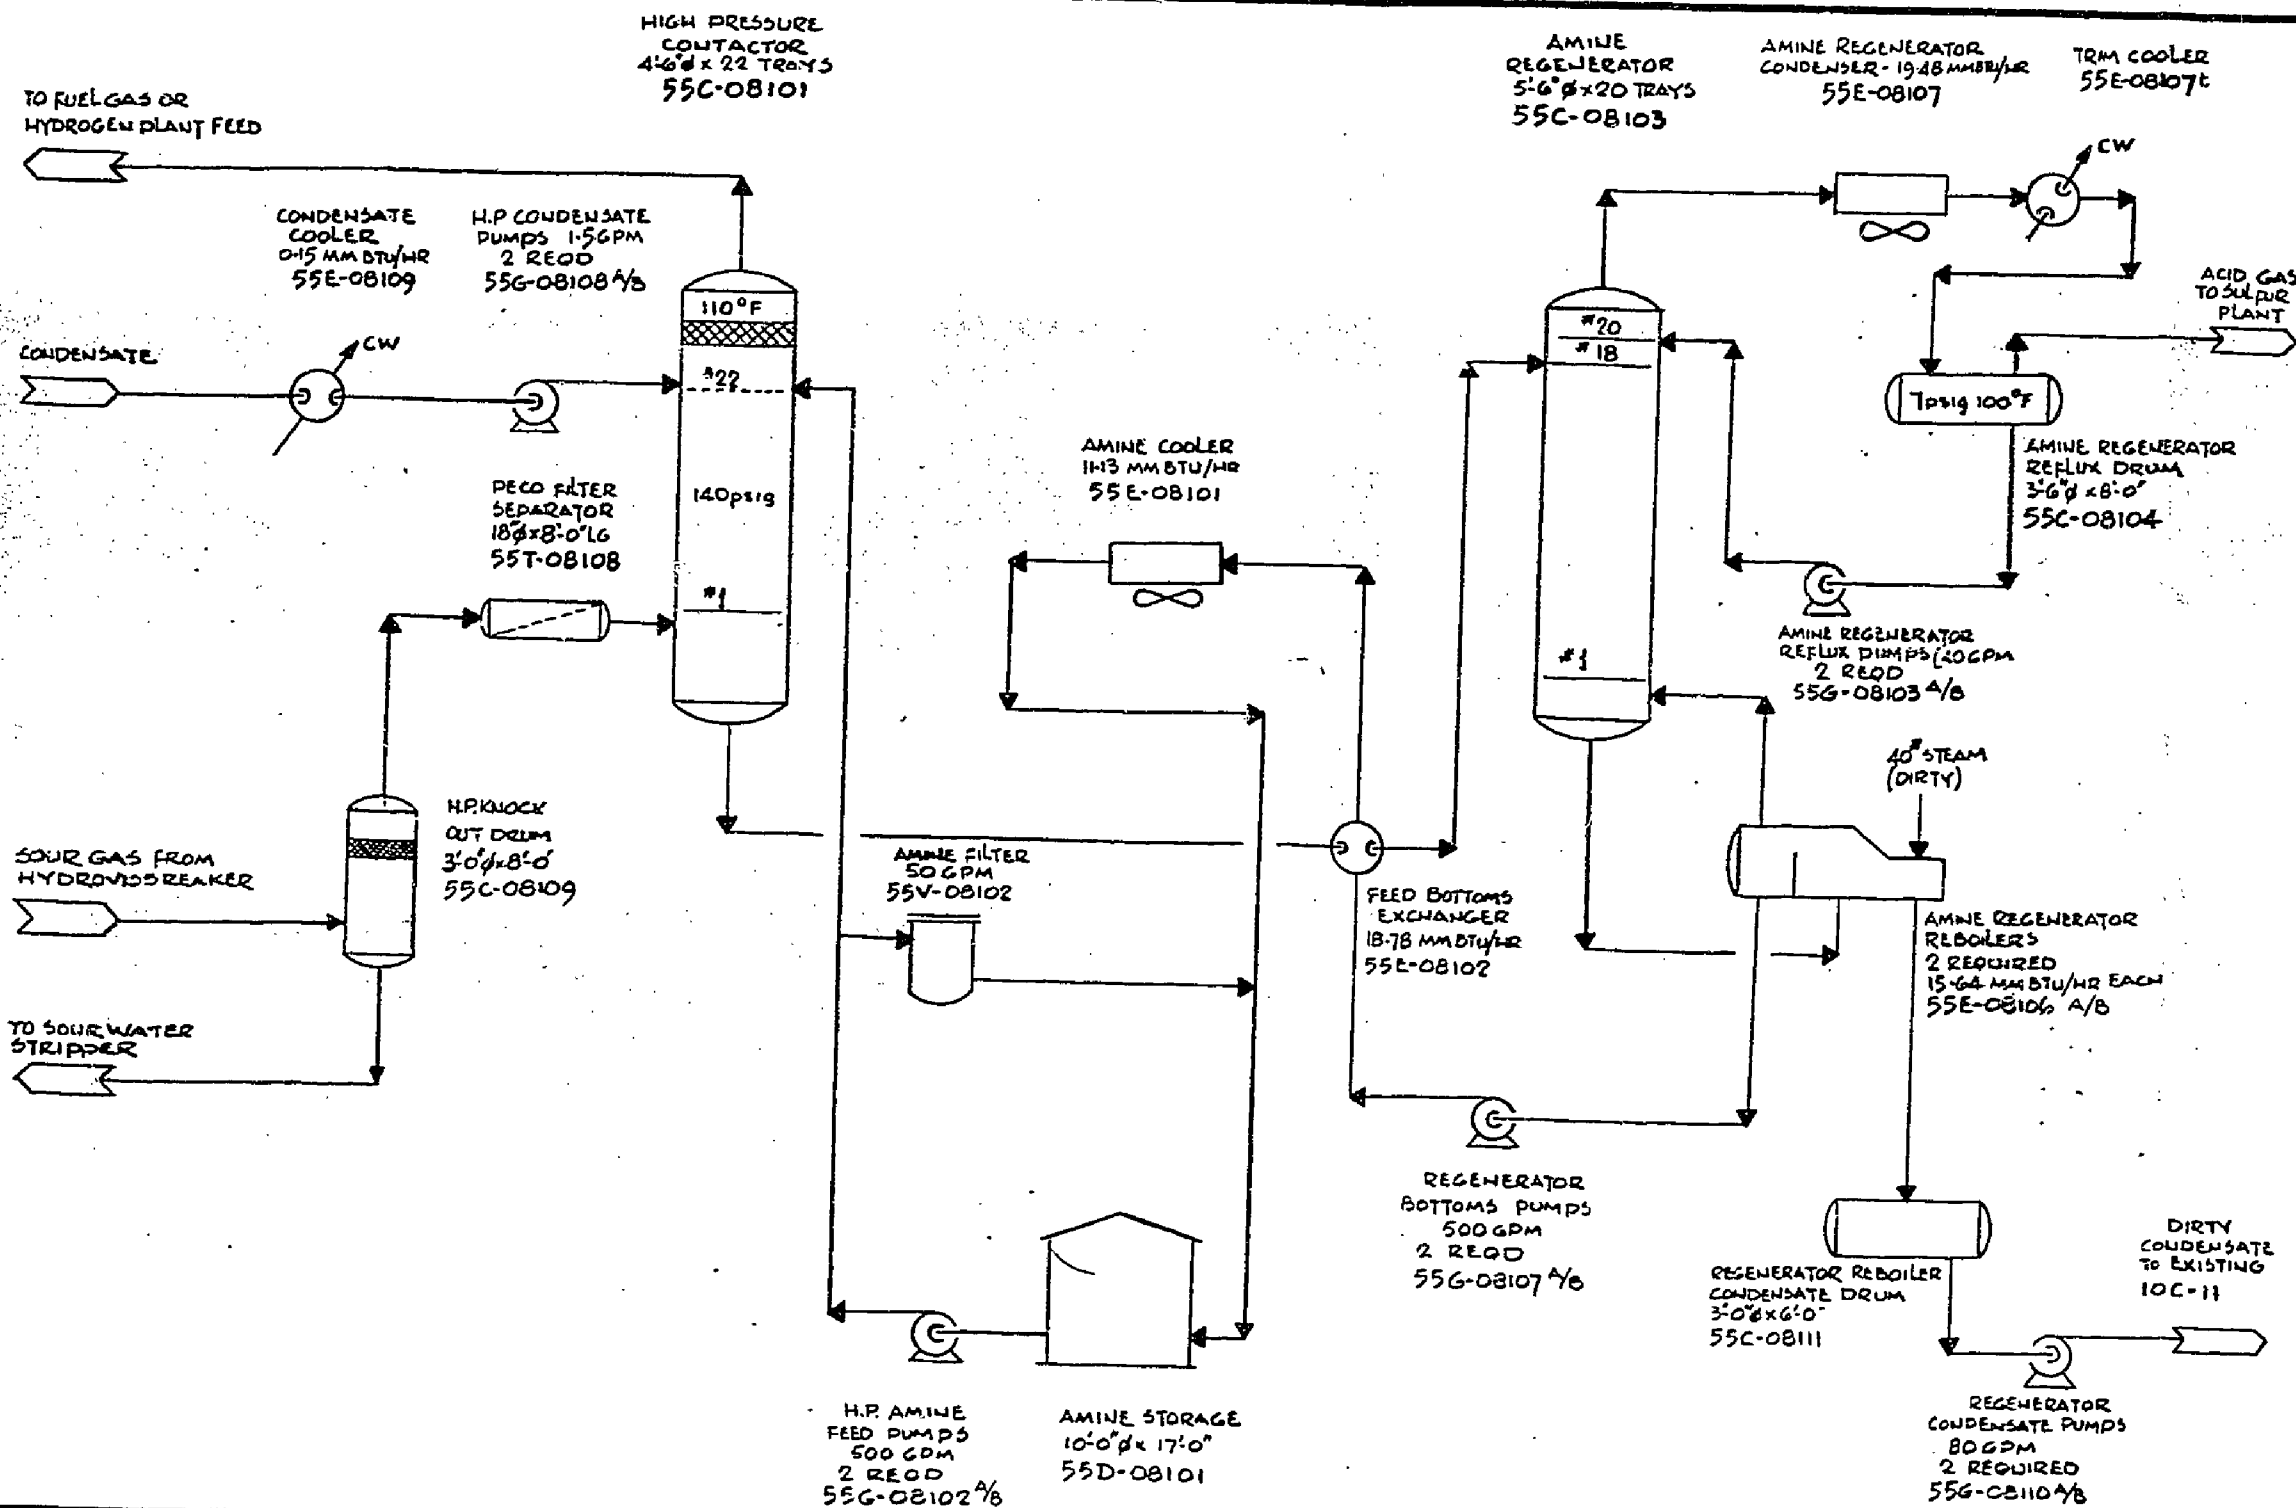 HIGH PRESSURE
CONTACTOR
4'-6"ø x 22 TRAYS
55C-08101
AMINE
REGENERATOR
5'-6"ø x 20 TRAYS
55C-08103
AMINE REGENERATOR
CONDENSER - 19.48 MMBTU/HR
55E-08107
TRIM COOLER
55E-08107t
TO FUEL GAS OR
HYDROGEN PLANT FEED
CONDENSATE
COOLER
0.15 MM BTU/HR
55E-08109
H.P CONDENSATE
PUMPS 1.5GPM
2 REQD
55G-08108 A/B
CW
ACID GAS
TO SULFUR
PLANT
110°F
#20
#18
CW
CONDENSATE
#22
7psig 100°F
AMINE COOLER
11.13 MM BTU/HR
55E-08101
AMINE REGENERATOR
REFLUX DRUM
3'-6"ø x 8'-0"
55C-08104
PECO FILTER
SEPARATOR
18"ø x 8'-0" LG
55T-08108
140psig
#1
AMINE REGENERATOR
REFLUX PUMPS GPM
2 REQD
55G-08103 A/B
#1
40# STEAM
(DIRTY)
H.P. KNOCK
OUT DRUM
3'-0"ø x 8'-0"
55C-08109
SOUR GAS FROM
HYDROVISBREAKER
AMINE FILTER
50 GPM
55V-08102
FEED BOTTOMS
EXCHANGER
18.78 MM BTU/HR
55E-08102
AMINE REGENERATOR
REBOILERS
2 REQUIRED
15.64 MM BTU/HR EACH
55E-08106 A/B
TO SOUR WATER
STRIPPER
REGENERATOR
BOTTOMS PUMPS
500 GPM
2 REQD
55G-08107 A/B
REGENERATOR REBOILER
CONDENSATE DRUM
3'-0"ø x 6'-0"
55C-08111
DIRTY
CONDENSATE
TO EXISTING
10C-11
H.P. AMINE
FEED PUMPS
500 GPM
2 REQD
55G-08102 A/B
AMINE STORAGE
10'-0"ø x 17'-0"
55D-08101
REGENERATOR
CONDENSATE PUMPS
80 GPM
2 REQUIRED
55G-08110 A/B